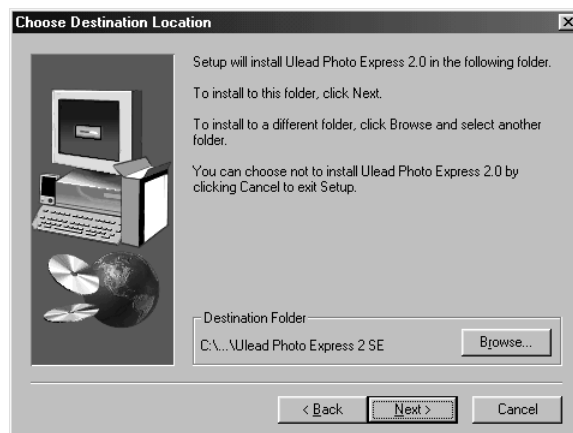 Choose Destination Location
Setup will install Ulead Photo Express 2.0 in the following folder.
To install to this folder, click Next.
To install to a different folder, click Browse and select another
folder.
You can choose not to install Ulead Photo Express 2.0 by
clicking Cancel to exit Setup.
Destination Folder
C:\...\Ulead Photo Express 2 SE
Browse...
< Back
Next >
Cancel